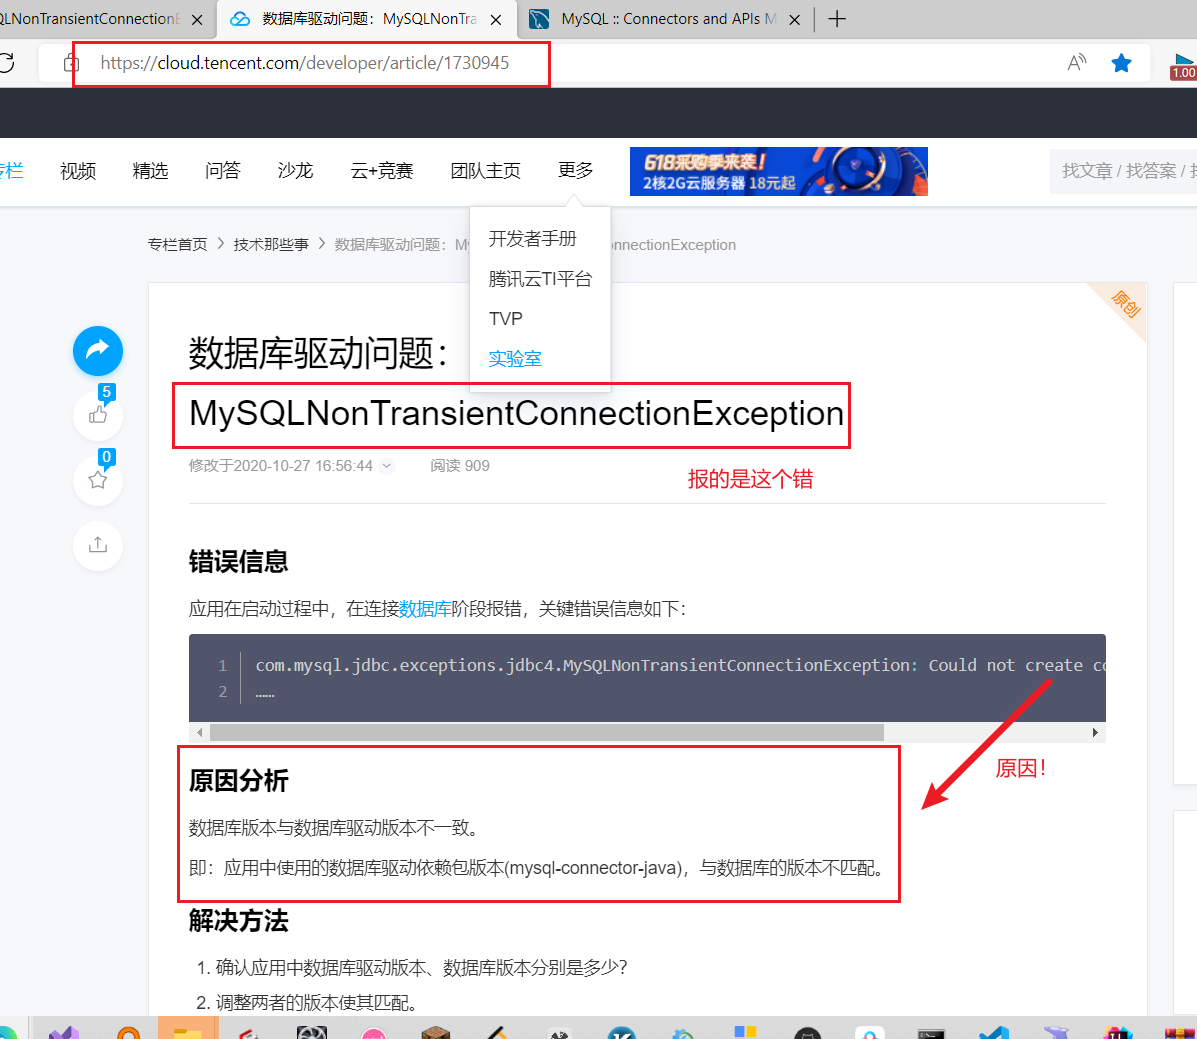 QLNonTransientConnectionE
数据库驱动问题：MySQLNonTra
MySQL :: Connectors and APIs M
https://cloud.tencent.com/developer/article/1730945
1.00
专栏
视频
精选
问答
沙龙
云+竞赛
团队主页
更多
618采购季来袭！
2核2G云服务器 18元起
找文章 / 找答案 / 找
专栏首页 > 技术那些事 > 数据库驱动问题：My
onnectionException
开发者手册
腾讯云TI平台
TVP
实验室
原创
数据库驱动问题：
MySQLNonTransientConnectionException
5
0
修改于2020-10-27 16:56:44
阅读 909
报的是这个错
错误信息
应用在启动过程中，在连接数据库阶段报错，关键错误信息如下：
1 com.mysql.jdbc.exceptions.jdbc4.MySQLNonTransientConnectionException: Could not create co
2 ……
原因！
原因分析
数据库版本与数据库驱动版本不一致。
即：应用中使用的数据库驱动依赖包版本(mysql-connector-java)，与数据库的版本不匹配。
解决方法
1. 确认应用中数据库驱动版本、数据库版本分别是多少？
2. 调整两者的版本使其匹配。